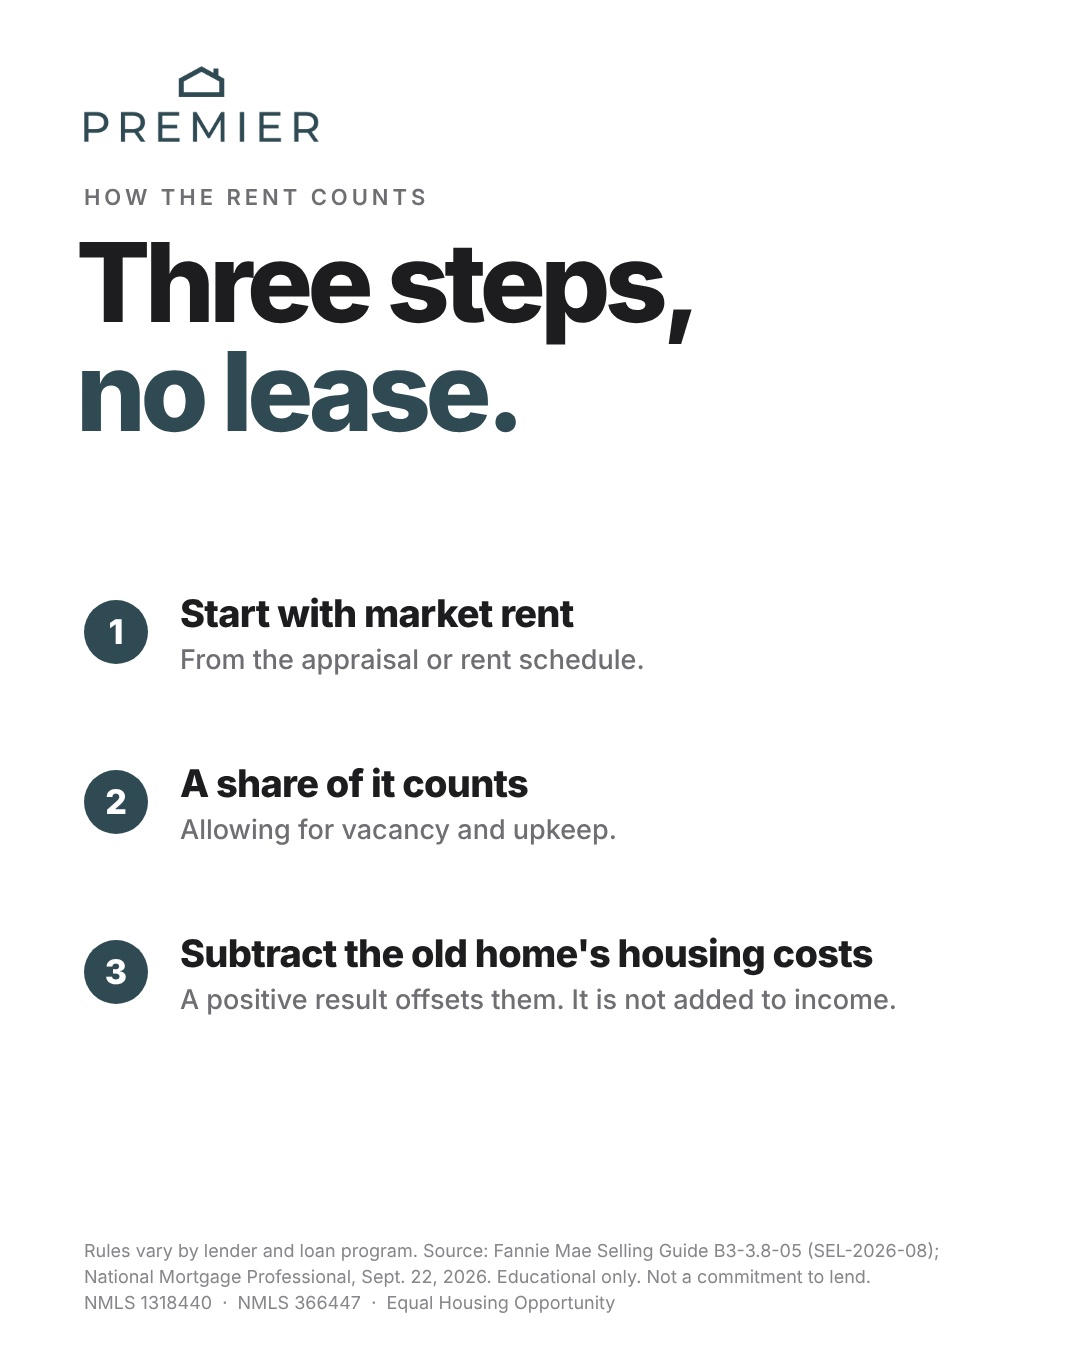 PREMIER
HOW THE RENT COUNTS
Three steps,
no lease.
1
Start with market rent
From the appraisal or rent schedule.
2
A share of it counts
Allowing for vacancy and upkeep.
3
Subtract the old home's housing costs
A positive result offsets them. It is not added to income.
Rules vary by lender and loan program. Source: Fannie Mae Selling Guide B3-3.8-05 (SEL-2026-08);
National Mortgage Professional, Sept. 22, 2026. Educational only. Not a commitment to lend.
NMLS 1318440 · NMLS 366447 · Equal Housing Opportunity